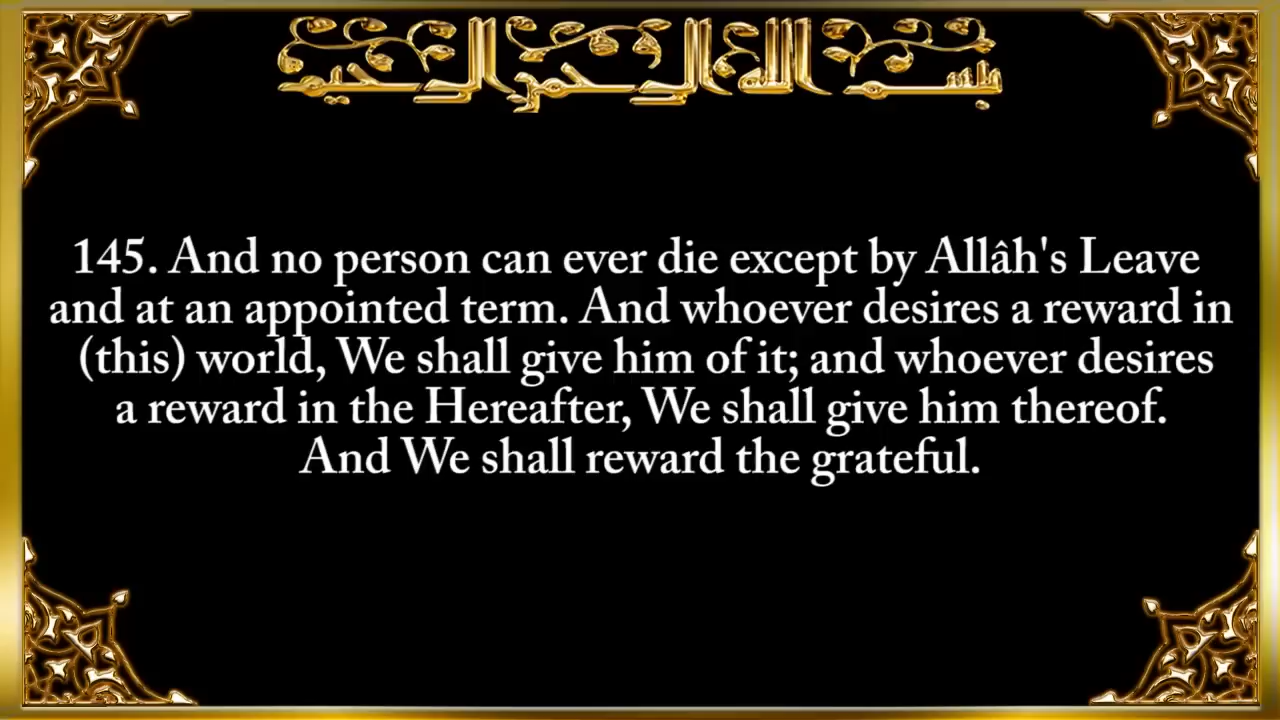 بسم الله الرحمن الرحيم
145. And no person can ever die except by Allâh's Leave
and at an appointed term. And whoever desires a reward in
(this) world, We shall give him of it; and whoever desires
a reward in the Hereafter, We shall give him thereof.
And We shall reward the grateful.